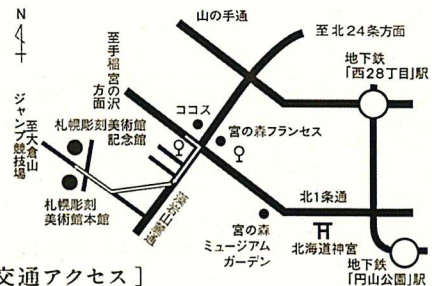 N
山の手通
至北24条方面
地下鉄
「西28丁目」駅
至手稲宮の沢
方面
ココス
札幌彫刻美術館
記念館
宮の森フランセス
至大倉山
ジャンプ競技場
札幌彫刻
美術館本館
藻岩山麓通
北1条通
宮の森
ミュージアム
ガーデン
北海道神宮
地下鉄
「円山公園」駅
交通アクセス］